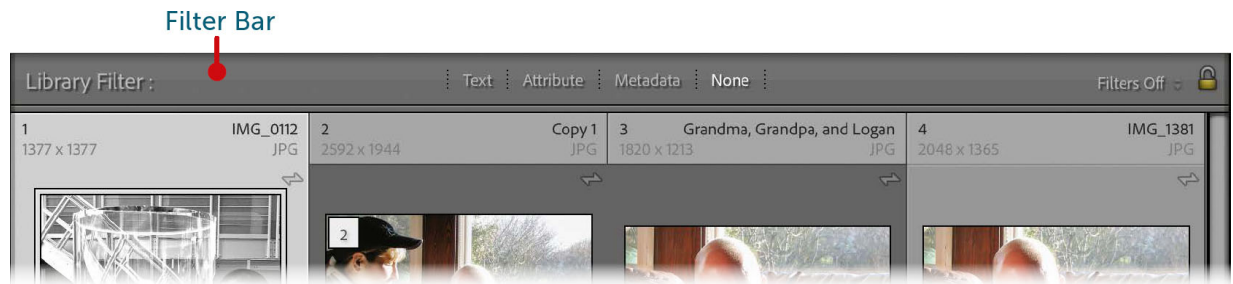 Filter Bar
Library Filter : Text Attribute Metadata None Filters Off
1 IMG_0112 2 Copy 1 3 Grandma, Grandpa, and Logan 4 IMG_1381
1377 x 1377 JPG 2592 x 1944 JPG 1820 x 1213 JPG 2048 x 1365 JPG
2